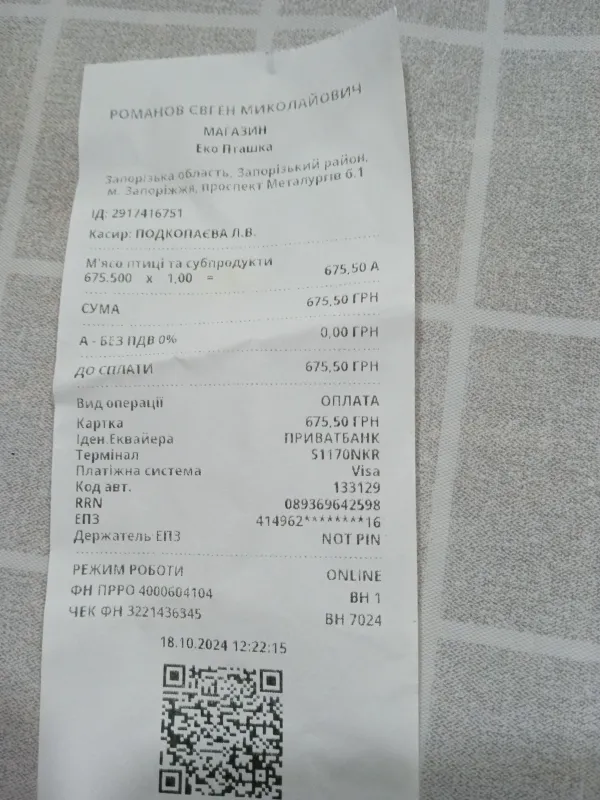 РОМАНОВ ЄВГЕН МИКОЛАЙОВИЧ
МАГАЗИН
Еко Пташка
Запорізька область, Запорізький район,
м. Запоріжжя, проспект Металургів б.1
ІД: 2917416751
Касир: ПОДКОПАЄВА Л.В.
М'ясо птиці та субпродукти
675.500 x 1,00 = 675,50 А
СУМА 675,50 ГРН
А - БЕЗ ПДВ 0% 0,00 ГРН
ДО СПЛАТИ 675,50 ГРН
Вид операції ОПЛАТА
Картка 675,50 ГРН
Іден.Еквайера ПРИВАТБАНК
Термінал S1170NKR
Платіжна система Visa
Код авт. 133129
RRN 089369642598
ЕПЗ 414962********16
Держатель ЕПЗ NOT PIN
РЕЖИМ РОБОТИ ONLINE
ФН ПРРО 4000604104 ВН 1
ЧЕК ФН 3221436345 ВН 7024
18.10.2024 12:22:15